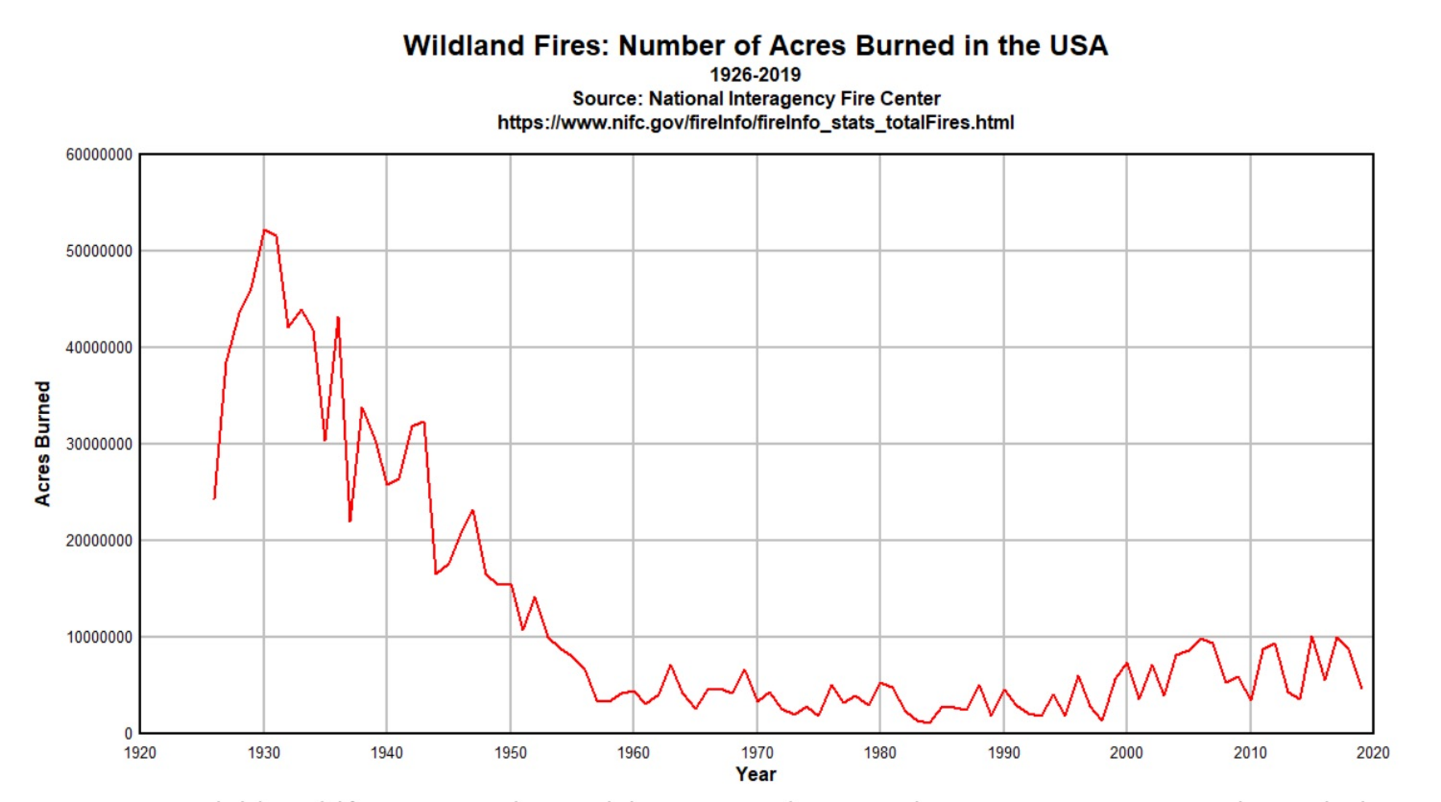 Wildland Fires: Number of Acres Burned in the USA
1926-2019
Source: National Interagency Fire Center
https://www.nifc.gov/fireInfo/fireInfo_stats_totalFires.html
60000000
50000000
40000000
30000000
20000000
10000000
0
Acres Burned
1920 1930 1940 1950 1960 1970 1980 1990 2000 2010 2020
Year